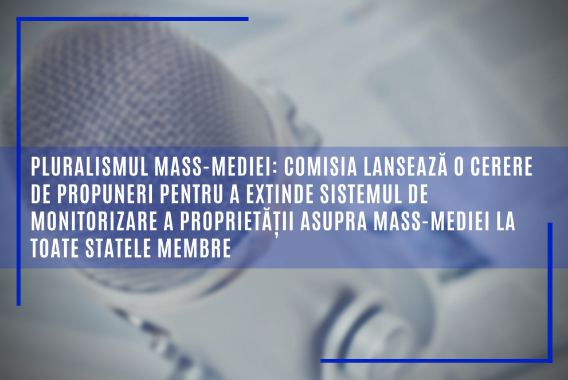 PLURALISMUL MASS-MEDIEI: COMISIA LANSEAZĂ O CERERE
DE PROPUNERI PENTRU A EXTINDE SISTEMUL DE
MONITORIZARE A PROPRIETĂȚII ASUPRA MASS-MEDIEI LA
TOATE STATELE MEMBRE